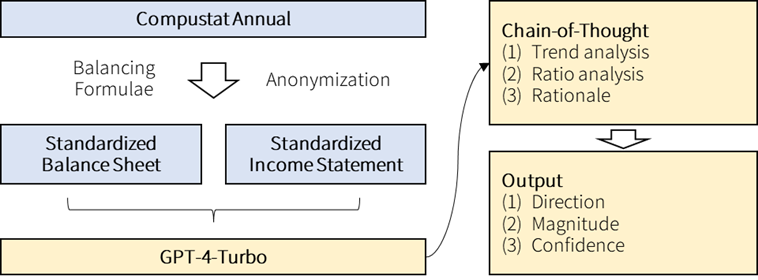 Compustat Annual
Balancing
Formulae
Anonymization
Standardized
Balance Sheet
Standardized
Income Statement
GPT-4-Turbo
Chain-of-Thought
(1) Trend analysis
(2) Ratio analysis
(3) Rationale
Output
(1) Direction
(2) Magnitude
(3) Confidence